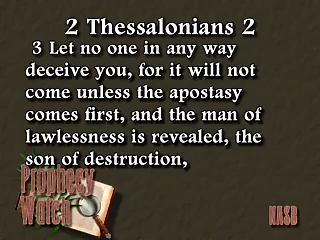 2 Thessalonians 2
3 Let no one in any way
deceive you, for it will not
come unless the apostasy
comes first, and the man of
lawlessness is revealed, the
son of destruction,
Prophecy
Watch
NASB